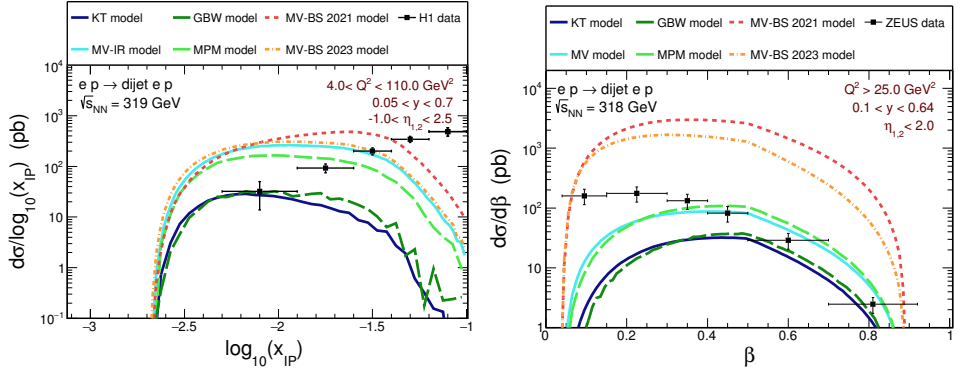 KT model GBW model MV-BS 2021 model H1 data
MV-IR model MPM model MV-BS 2023 model
e p → dijet e p
√s_NN = 319 GeV
4.0< Q² < 110.0 GeV²
0.05 < y < 0.7
-1.0< η_1,2 < 2.5
dσ/log₁₀(x_IP) (pb)
10⁴
10³
10²
10
1
10⁻¹
-3 -2.5 -2 -1.5 -1
log₁₀(x_IP)
KT model GBW model MV-BS 2021 model ZEUS data
MV model MPM model MV-BS 2023 model
e p → dijet e p
√s_NN = 318 GeV
Q² > 25.0 GeV²
0.1 < y < 0.64
η_1,2 < 2.0
dσ/dβ (pb)
10⁴
10³
10²
10
1
0 0.2 0.4 0.6 0.8 1
β